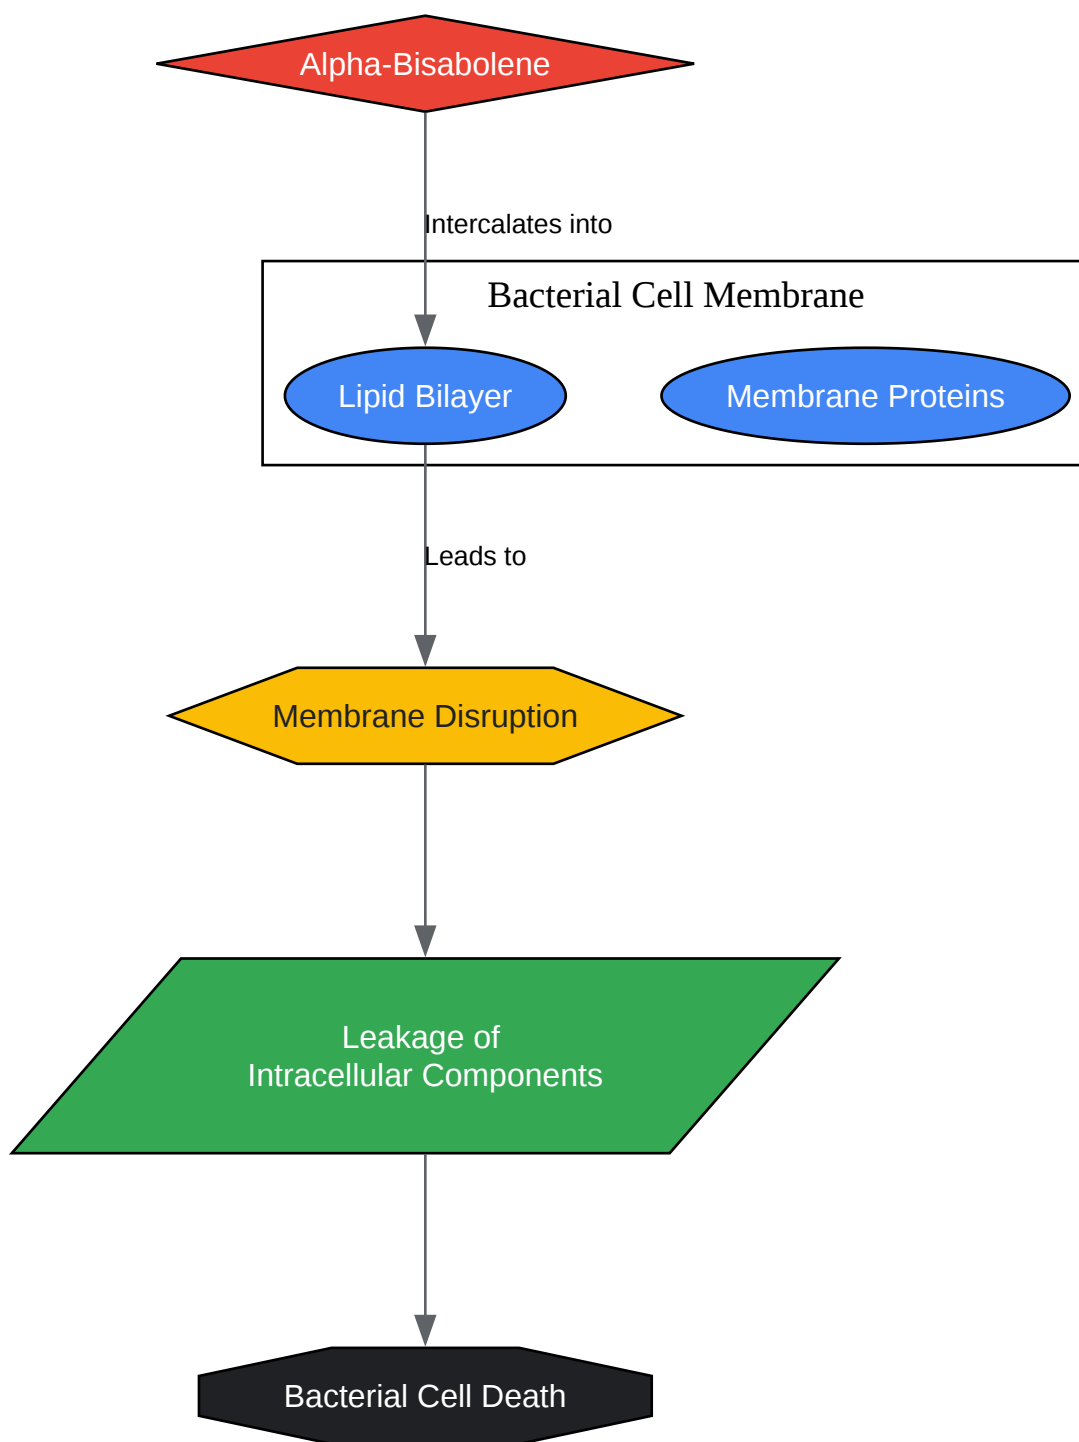 Alpha-Bisabolene
Intercalates into
Bacterial Cell Membrane
Lipid Bilayer
Membrane Proteins
Leads to
Membrane Disruption
Leakage of
Intracellular Components
Bacterial Cell Death